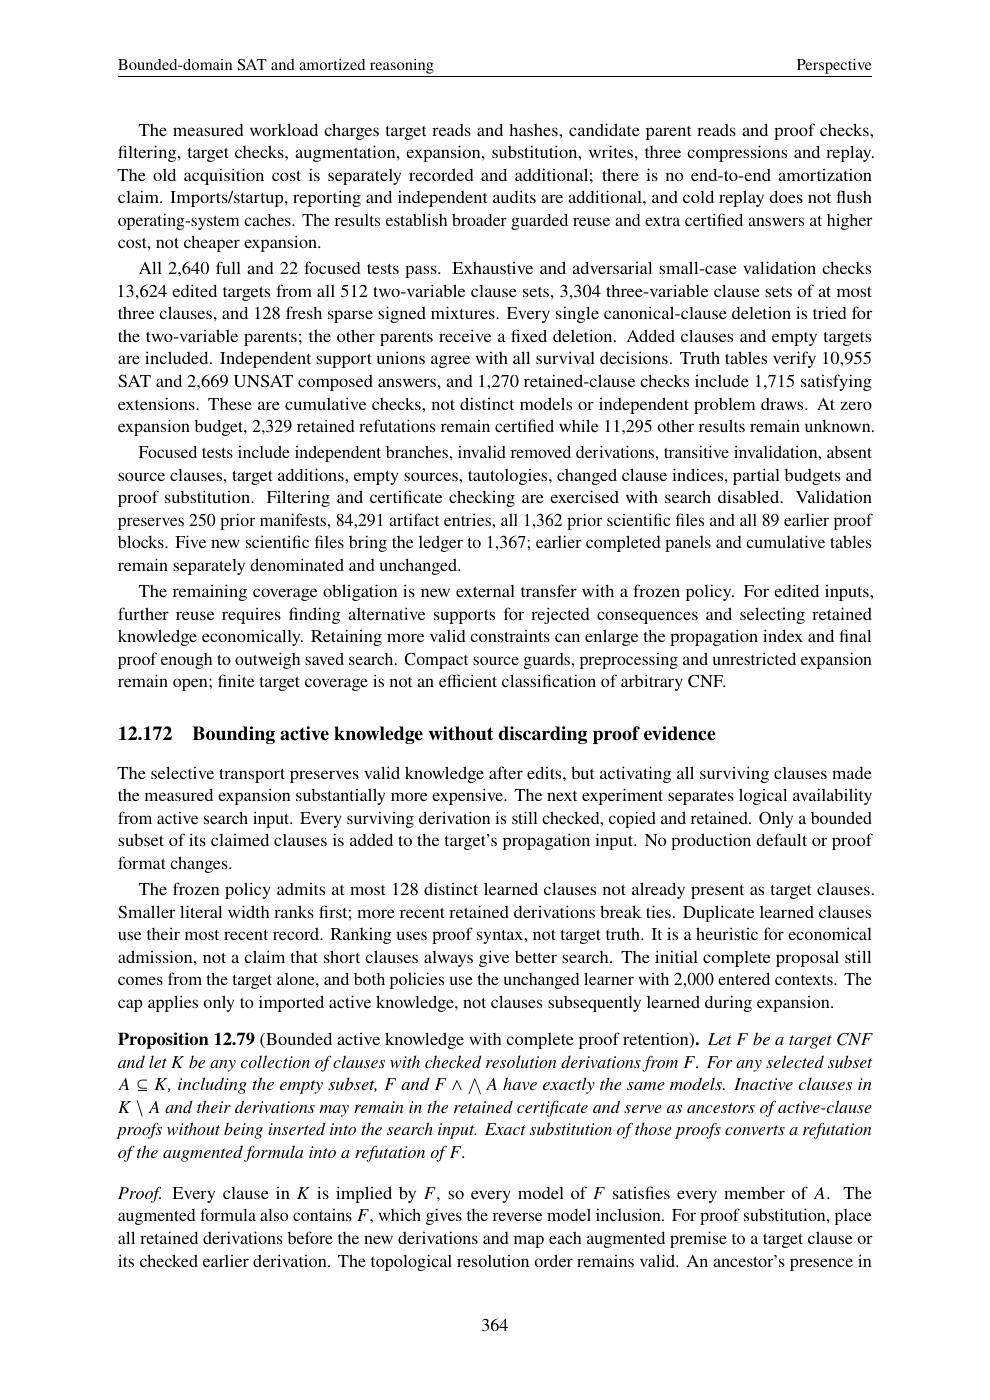 Bounded-domain SAT and amortized reasoning Perspective
The measured workload charges target reads and hashes, candidate parent reads and proof checks,
filtering, target checks, augmentation, expansion, substitution, writes, three compressions and replay.
The old acquisition cost is separately recorded and additional; there is no end-to-end amortization
claim. Imports/startup, reporting and independent audits are additional, and cold replay does not flush
operating-system caches. The results establish broader guarded reuse and extra certified answers at higher
cost, not cheaper expansion.
All 2,640 full and 22 focused tests pass. Exhaustive and adversarial small-case validation checks
13,624 edited targets from all 512 two-variable clause sets, 3,304 three-variable clause sets of at most
three clauses, and 128 fresh sparse signed mixtures. Every single canonical-clause deletion is tried for
the two-variable parents; the other parents receive a fixed deletion. Added clauses and empty targets
are included. Independent support unions agree with all survival decisions. Truth tables verify 10,955
SAT and 2,669 UNSAT composed answers, and 1,270 retained-clause checks include 1,715 satisfying
extensions. These are cumulative checks, not distinct models or independent problem draws. At zero
expansion budget, 2,329 retained refutations remain certified while 11,295 other results remain unknown.
Focused tests include independent branches, invalid removed derivations, transitive invalidation, absent
source clauses, target additions, empty sources, tautologies, changed clause indices, partial budgets and
proof substitution. Filtering and certificate checking are exercised with search disabled. Validation
preserves 250 prior manifests, 84,291 artifact entries, all 1,362 prior scientific files and all 89 earlier proof
blocks. Five new scientific files bring the ledger to 1,367; earlier completed panels and cumulative tables
remain separately denominated and unchanged.
The remaining coverage obligation is new external transfer with a frozen policy. For edited inputs,
further reuse requires finding alternative supports for rejected consequences and selecting retained
knowledge economically. Retaining more valid constraints can enlarge the propagation index and final
proof enough to outweigh saved search. Compact source guards, preprocessing and unrestricted expansion
remain open; finite target coverage is not an efficient classification of arbitrary CNF.
12.172 Bounding active knowledge without discarding proof evidence
The selective transport preserves valid knowledge after edits, but activating all surviving clauses made
the measured expansion substantially more expensive. The next experiment separates logical availability
from active search input. Every surviving derivation is still checked, copied and retained. Only a bounded
subset of its claimed clauses is added to the target's propagation input. No production default or proof
format changes.
The frozen policy admits at most 128 distinct learned clauses not already present as target clauses.
Smaller literal width ranks first; more recent retained derivations break ties. Duplicate learned clauses
use their most recent record. Ranking uses proof syntax, not target truth. It is a heuristic for economical
admission, not a claim that short clauses always give better search. The initial complete proposal still
comes from the target alone, and both policies use the unchanged learner with 2,000 entered contexts. The
cap applies only to imported active knowledge, not clauses subsequently learned during expansion.
Proposition 12.79 (Bounded active knowledge with complete proof retention). Let F be a target CNF
and let K be any collection of clauses with checked resolution derivations from F. For any selected subset
A ⊆ K, including the empty subset, F and F ∧ ⋀ A have exactly the same models. Inactive clauses in
K \ A and their derivations may remain in the retained certificate and serve as ancestors of active-clause
proofs without being inserted into the search input. Exact substitution of those proofs converts a refutation
of the augmented formula into a refutation of F.
Proof. Every clause in K is implied by F, so every model of F satisfies every member of A. The
augmented formula also contains F, which gives the reverse model inclusion. For proof substitution, place
all retained derivations before the new derivations and map each augmented premise to a target clause or
its checked earlier derivation. The topological resolution order remains valid. An ancestor's presence in
364